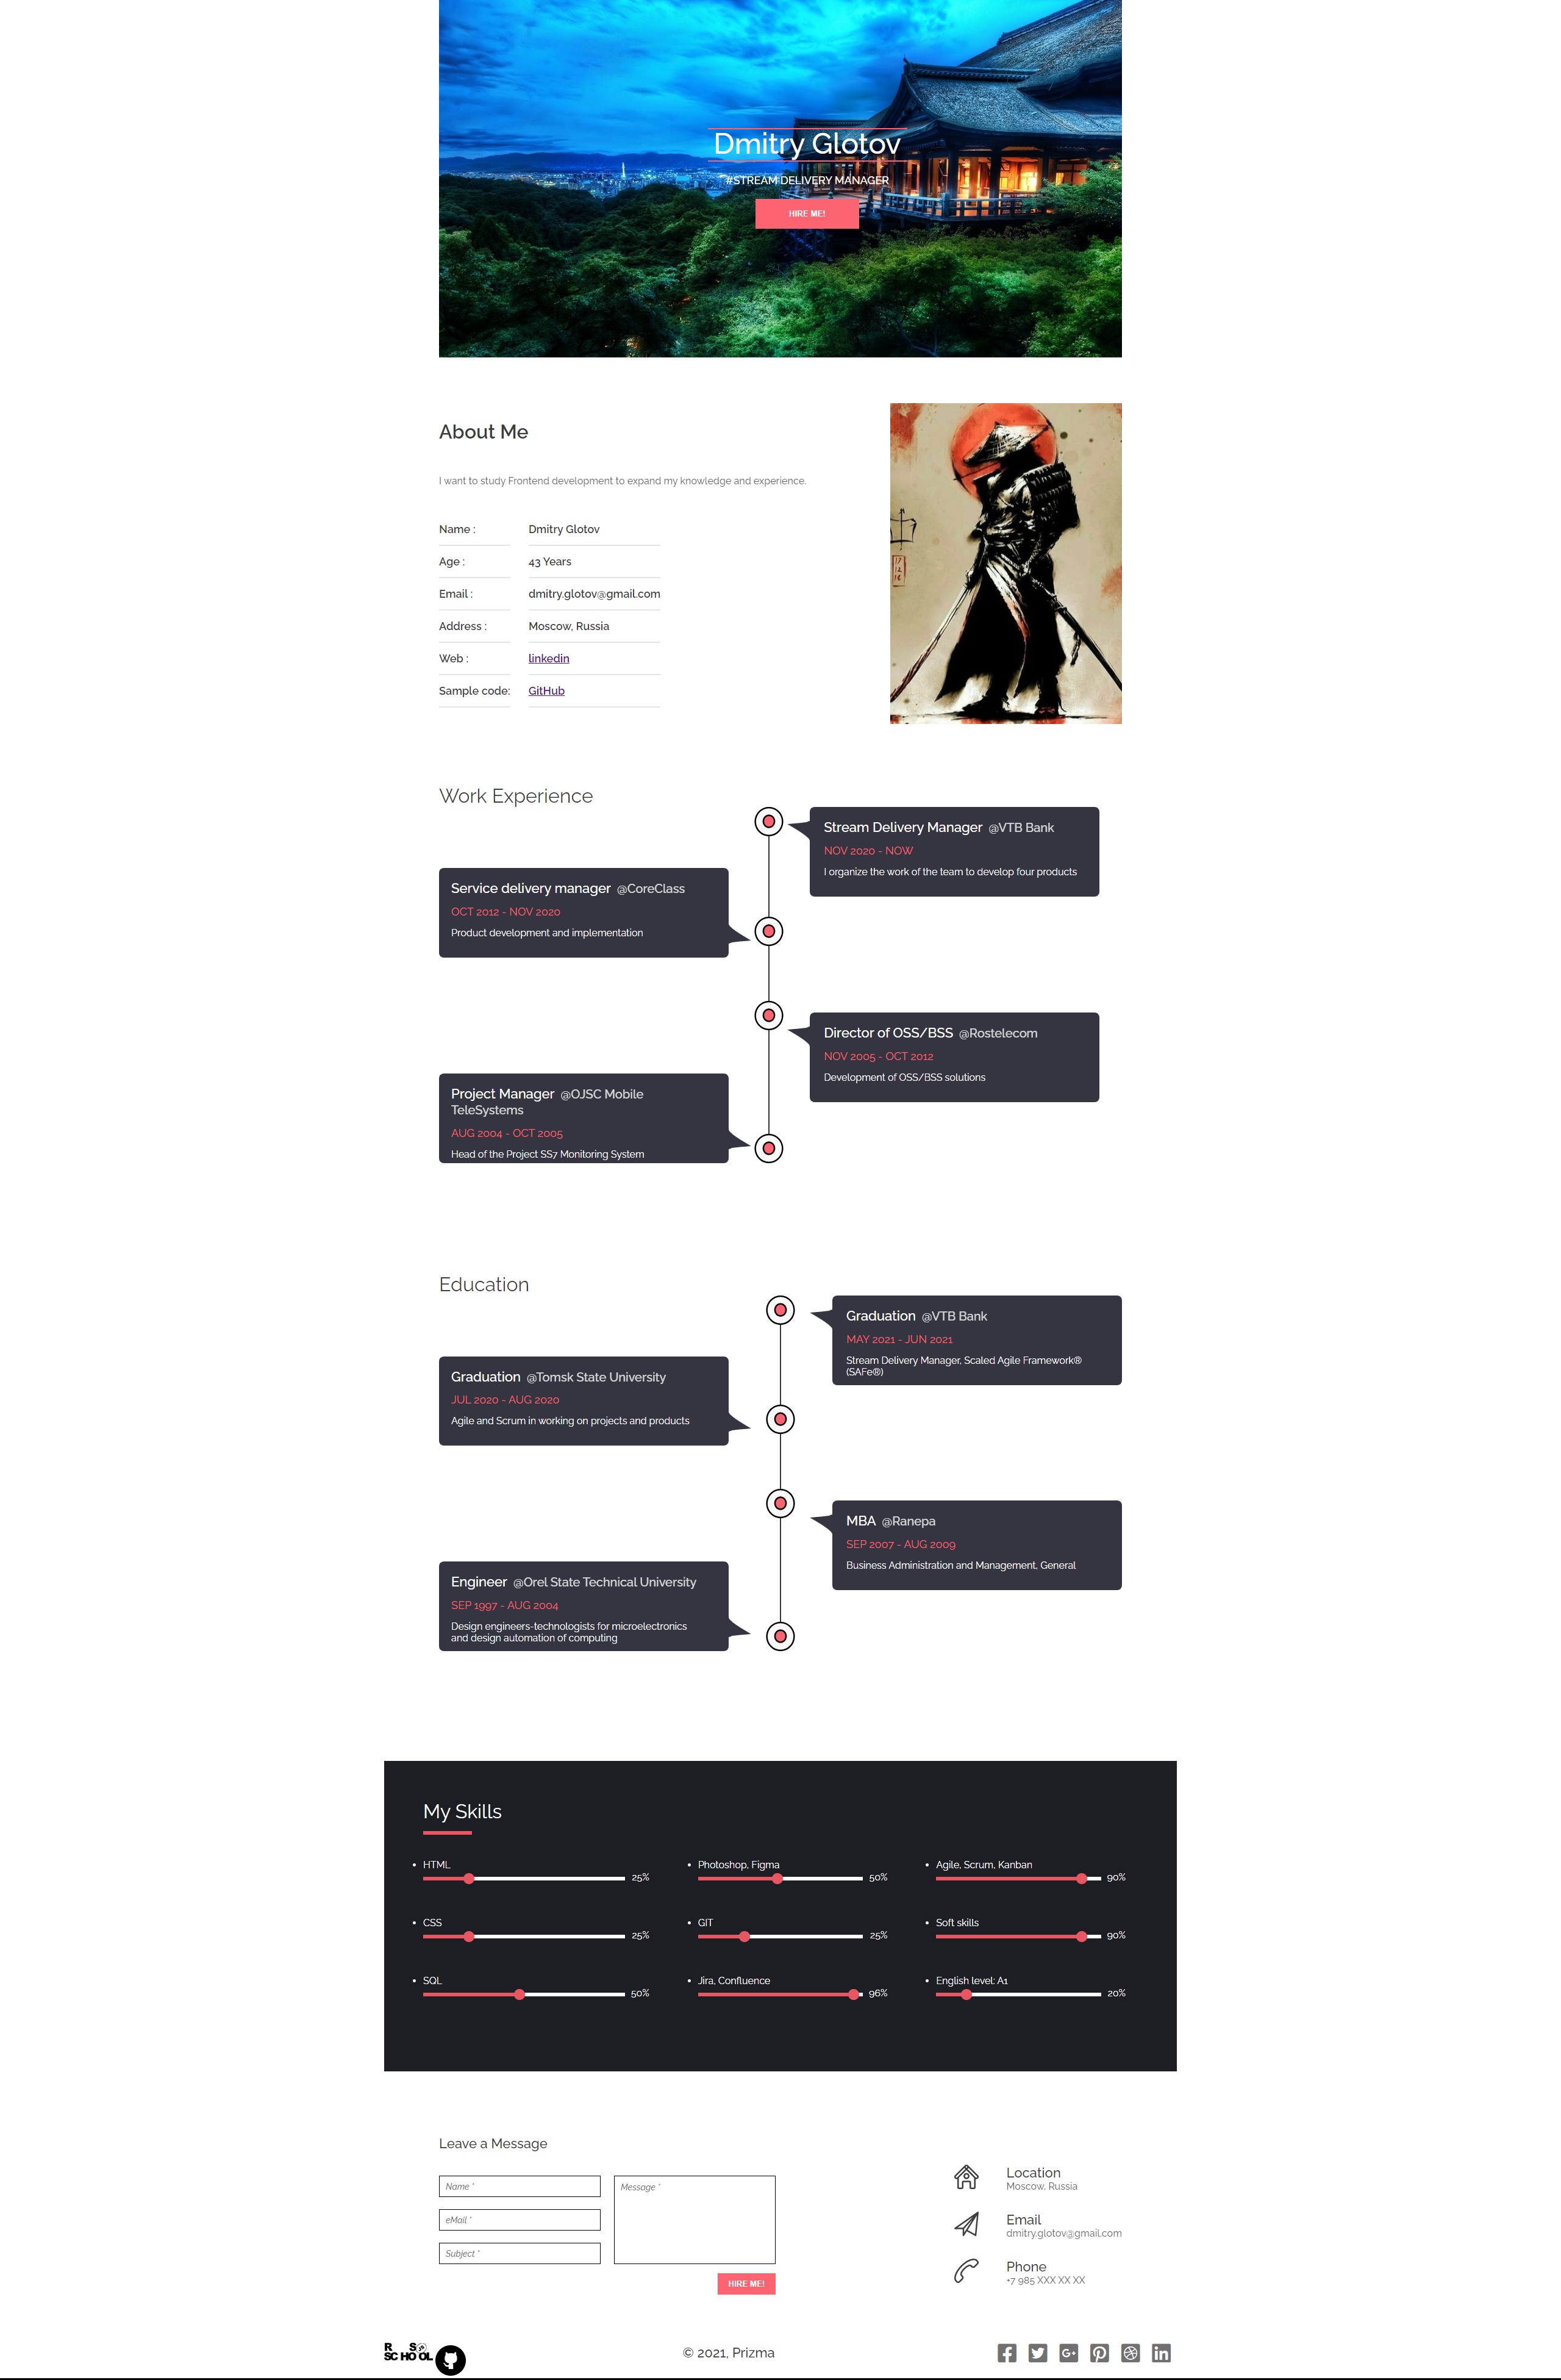 Dmitry Glotov
#STREAM DELIVERY MANAGER
HIRE ME!
About Me
I want to study Frontend development to expand my knowledge and experience.
Name : Dmitry Glotov
Age : 43 Years
Email : dmitry.glotov@gmail.com
Address : Moscow, Russia
Web : linkedin
Sample code: GitHub
Work Experience
Stream Delivery Manager @VTB Bank
NOV 2020 - NOW
I organize the work of the team to develop four products
Service delivery manager @CoreClass
OCT 2012 - NOV 2020
Product development and implementation
Director of OSS/BSS @Rostelecom
NOV 2005 - OCT 2012
Development of OSS/BSS solutions
Project Manager @OJSC Mobile
TeleSystems
AUG 2004 - OCT 2005
Head of the Project SS7 Monitoring System
Education
Graduation @VTB Bank
MAY 2021 - JUN 2021
Stream Delivery Manager, Scaled Agile Framework®
(SAFe®)
Graduation @Tomsk State University
JUL 2020 - AUG 2020
Agile and Scrum in working on projects and products
MBA @Ranepa
SEP 2007 - AUG 2009
Business Administration and Management, General
Engineer @Orel State Technical University
SEP 1997 - AUG 2004
Design engineers-technologists for microelectronics
and design automation of computing
My Skills
HTML
25%
Photoshop, Figma
50%
Agile, Scrum, Kanban
90%
CSS
25%
GIT
25%
Soft skills
90%
SQL
50%
Jira, Confluence
96%
English level: A1
20%
Leave a Message
Name *
eMail *
Subject *
Message *
HIRE ME!
Location
Moscow, Russia
Email
dmitry.glotov@gmail.com
Phone
+7 985 XXX XX XX
R S
SCHOOL
© 2021, Prizma